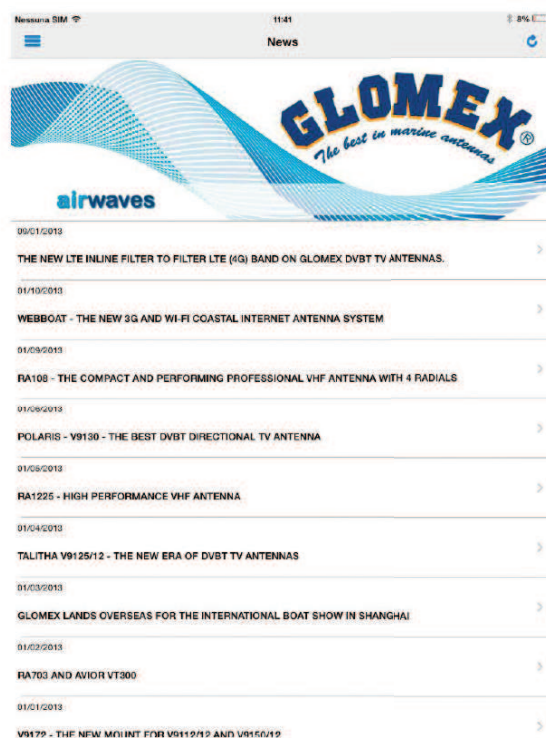 Nessuna SIM 11:41 8%
News
GLOMEX®
The best in marine antennas
airwaves
09/01/2013
THE NEW LTE INLINE FILTER TO FILTER LTE (4G) BAND ON GLOMEX DVBT TV ANTENNAS.
01/10/2013
WEBBOAT - THE NEW 3G AND WI-FI COASTAL INTERNET ANTENNA SYSTEM
01/09/2013
RA108 - THE COMPACT AND PERFORMING PROFESSIONAL VHF ANTENNA WITH 4 RADIALS
01/06/2013
POLARIS - V9130 - THE BEST DVBT DIRECTIONAL TV ANTENNA
01/05/2013
RA1225 - HIGH PERFORMANCE VHF ANTENNA
01/04/2013
TALITHA V9125/12 - THE NEW ERA OF DVBT TV ANTENNAS
01/03/2013
GLOMEX LANDS OVERSEAS FOR THE INTERNATIONAL BOAT SHOW IN SHANGHAI
01/02/2013
RA703 AND AVIOR VT300
01/01/2013
V9172 - THE NEW MOUNT FOR V9112/12 AND V9150/12